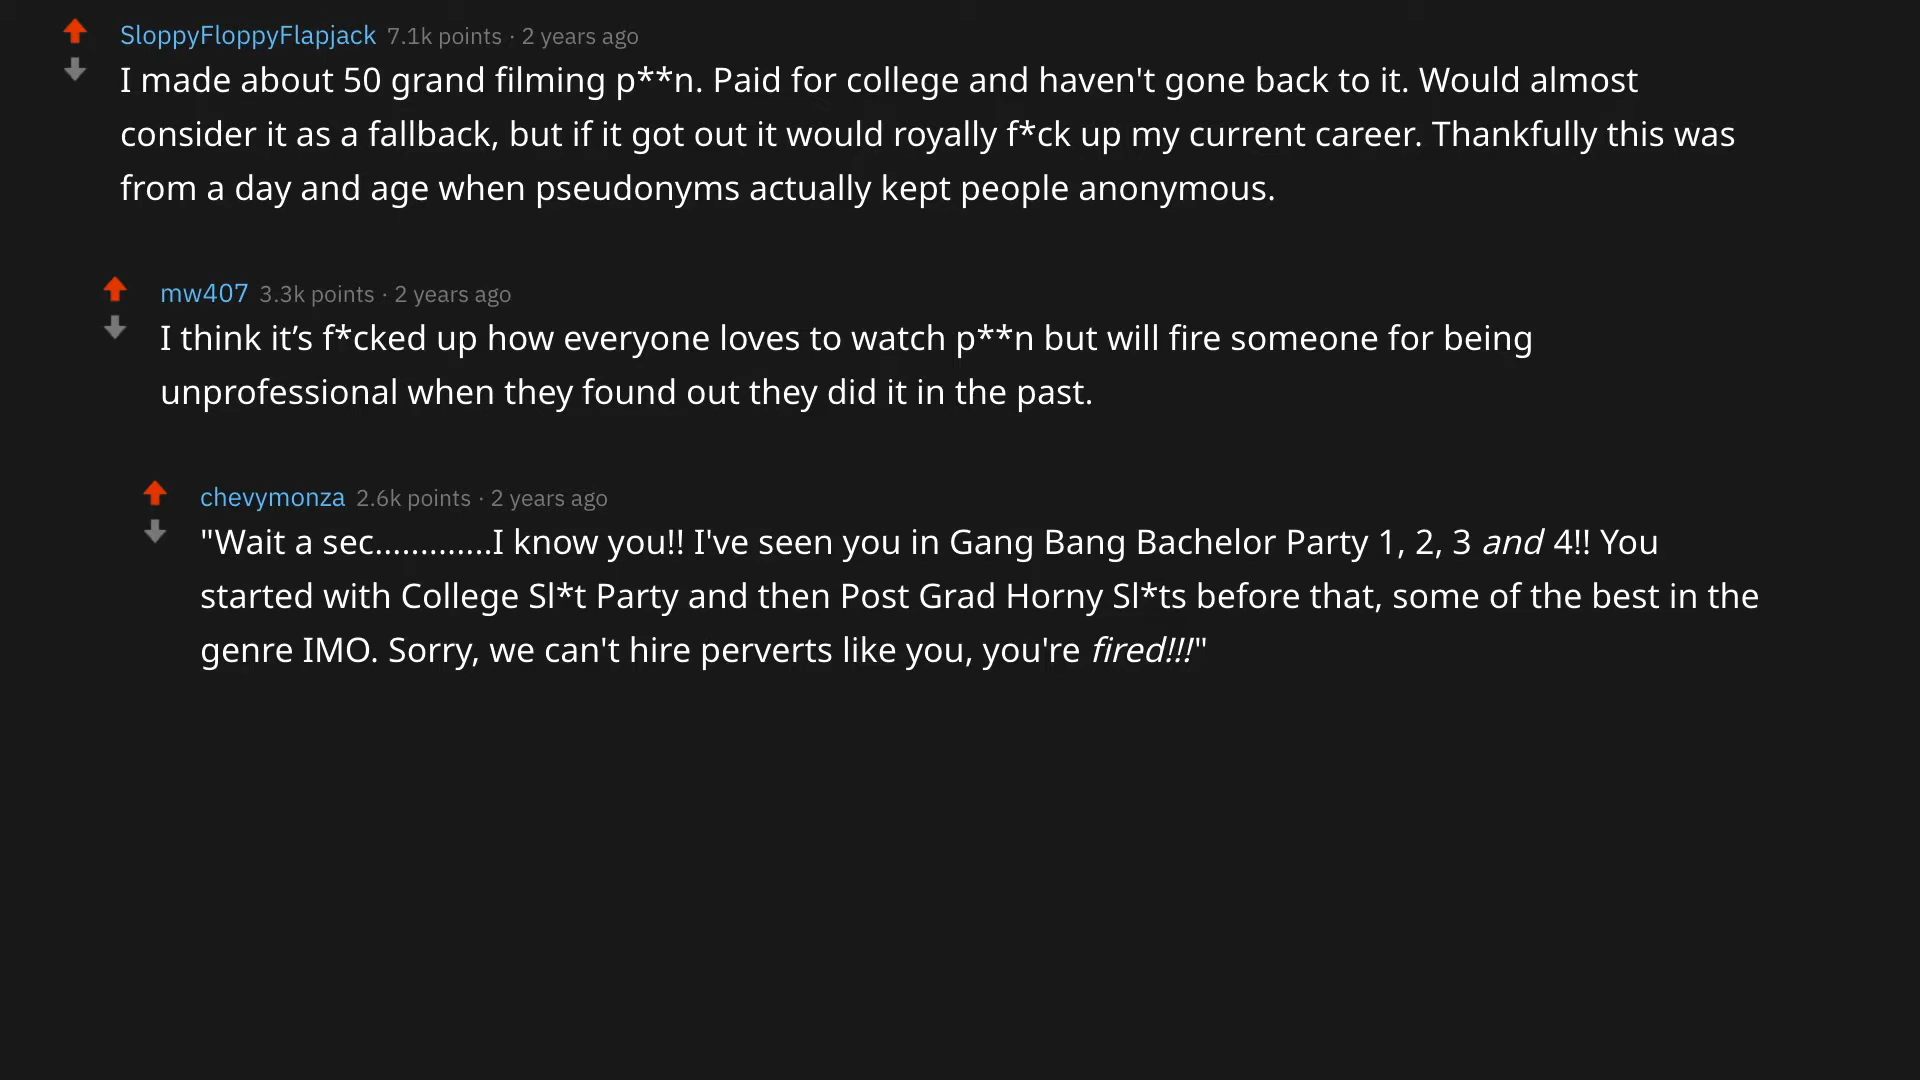 SloppyFloppyFlapjack 7.1k points · 2 years ago
I made about 50 grand filming p**n. Paid for college and haven't gone back to it. Would almost
consider it as a fallback, but if it got out it would royally f*ck up my current career. Thankfully this was
from a day and age when pseudonyms actually kept people anonymous.
mw407 3.3k points · 2 years ago
I think it’s f*cked up how everyone loves to watch p**n but will fire someone for being
unprofessional when they found out they did it in the past.
chevymonza 2.6k points · 2 years ago
"Wait a sec.............I know you!! I've seen you in Gang Bang Bachelor Party 1, 2, 3 and 4!! You
started with College Sl*t Party and then Post Grad Horny Sl*ts before that, some of the best in the
genre IMO. Sorry, we can't hire perverts like you, you're fired!!!"